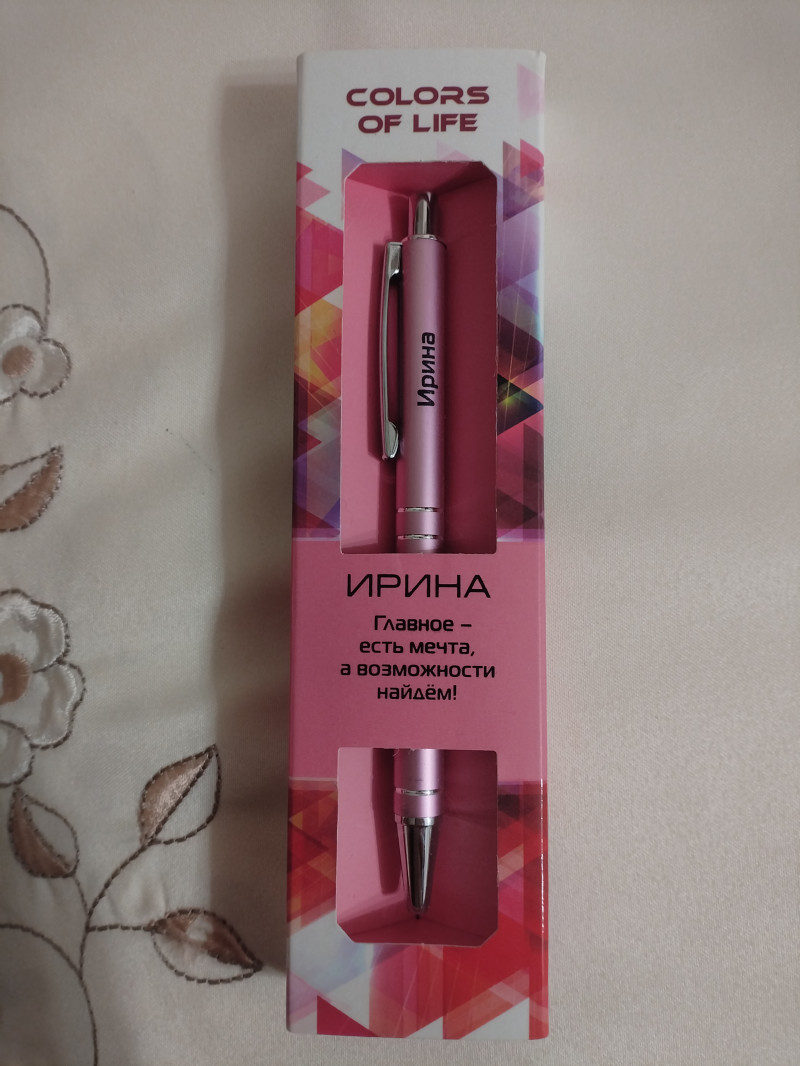 COLORS
OF LIFE
Ирина
ИРИНА
Главное –
есть мечта,
а возможности
найдём!